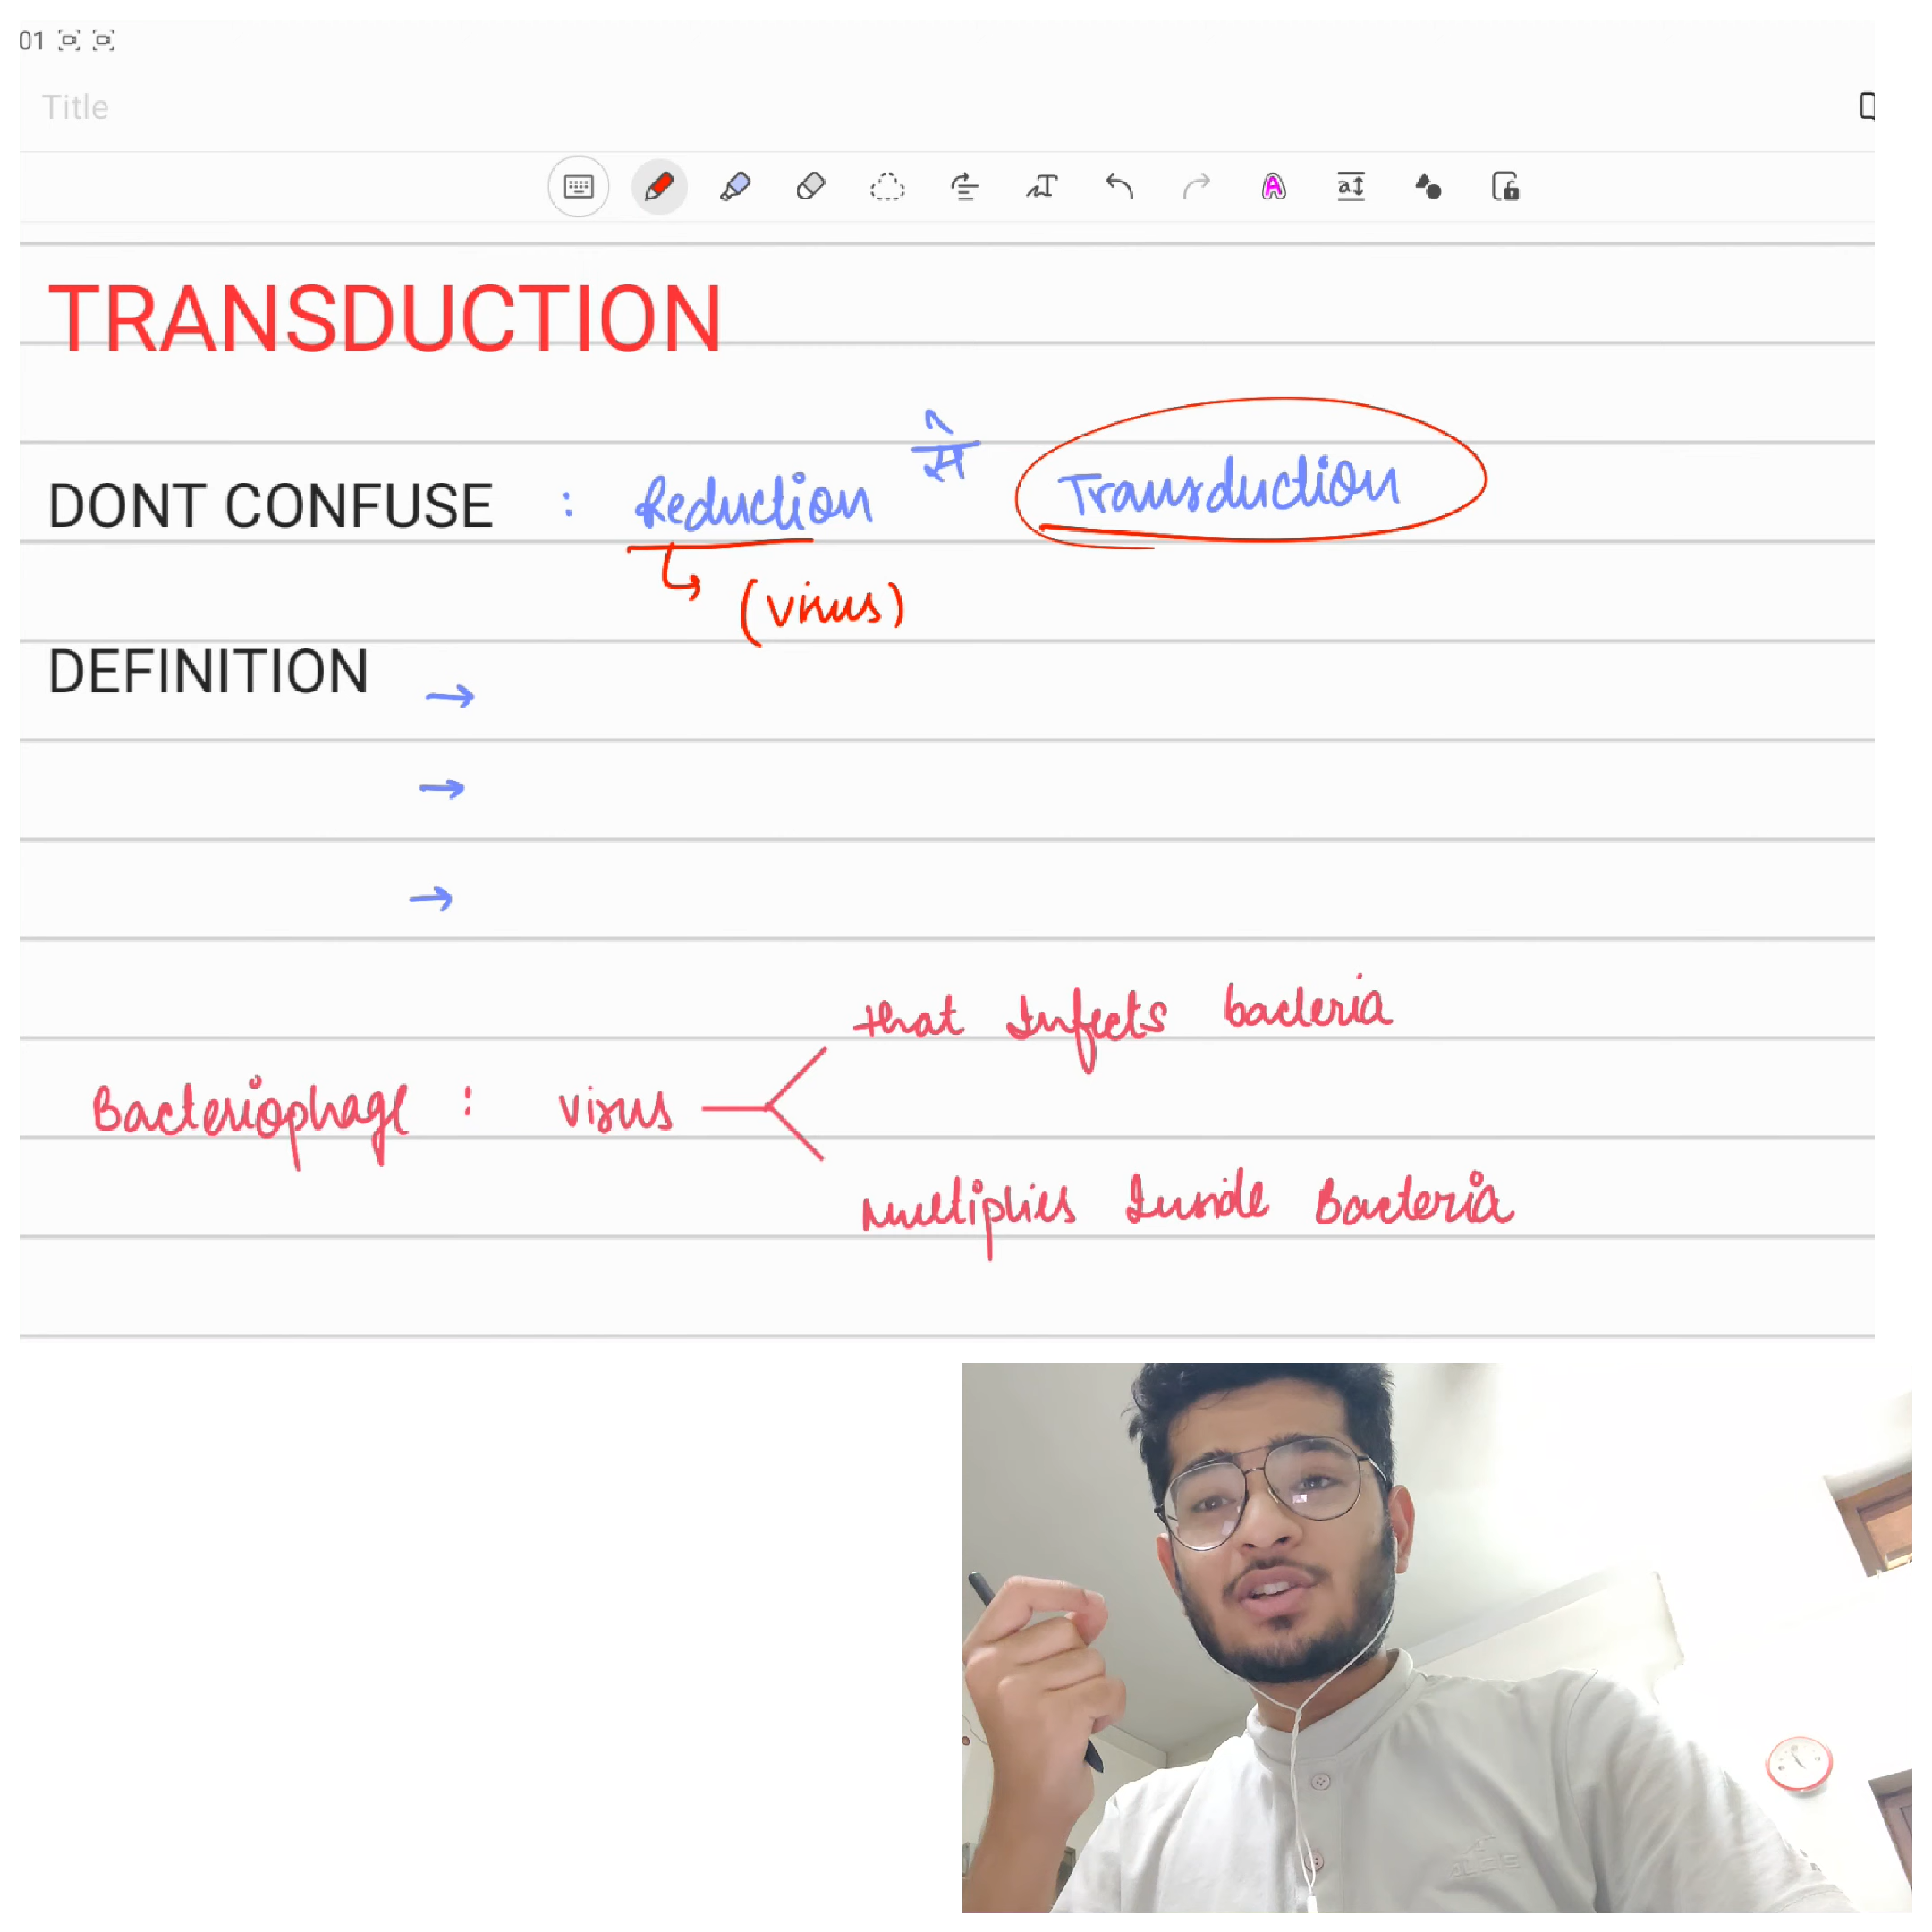 01
Title
TRANSDUCTION
DONT CONFUSE : Reduction में Transduction
(virus)
DEFINITION →
→
→
that Infects bacteria
Bacteriophage : virus
Multiplies Inside Bacteria